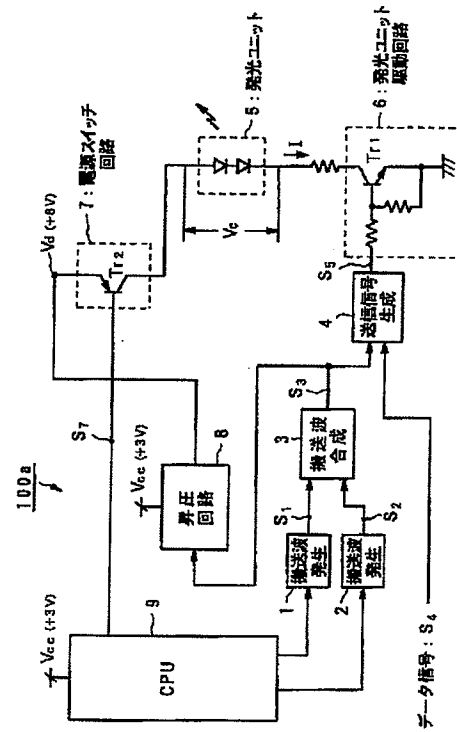 100a
Vcc (+3V)
9
CPU
S7
Vcc (+3V)
昇圧
回路
8
Vd (+8V)
7：電源スイッチ
回路
Tr2
Vc
5：発光ユニット
I
6：発光ユニット
駆動回路
Tr1
S5
4
送信信号
生成
S3
3
搬送波
合成
S1
S2
1
搬送波
発生
2
搬送波
発生
データ信号：S4